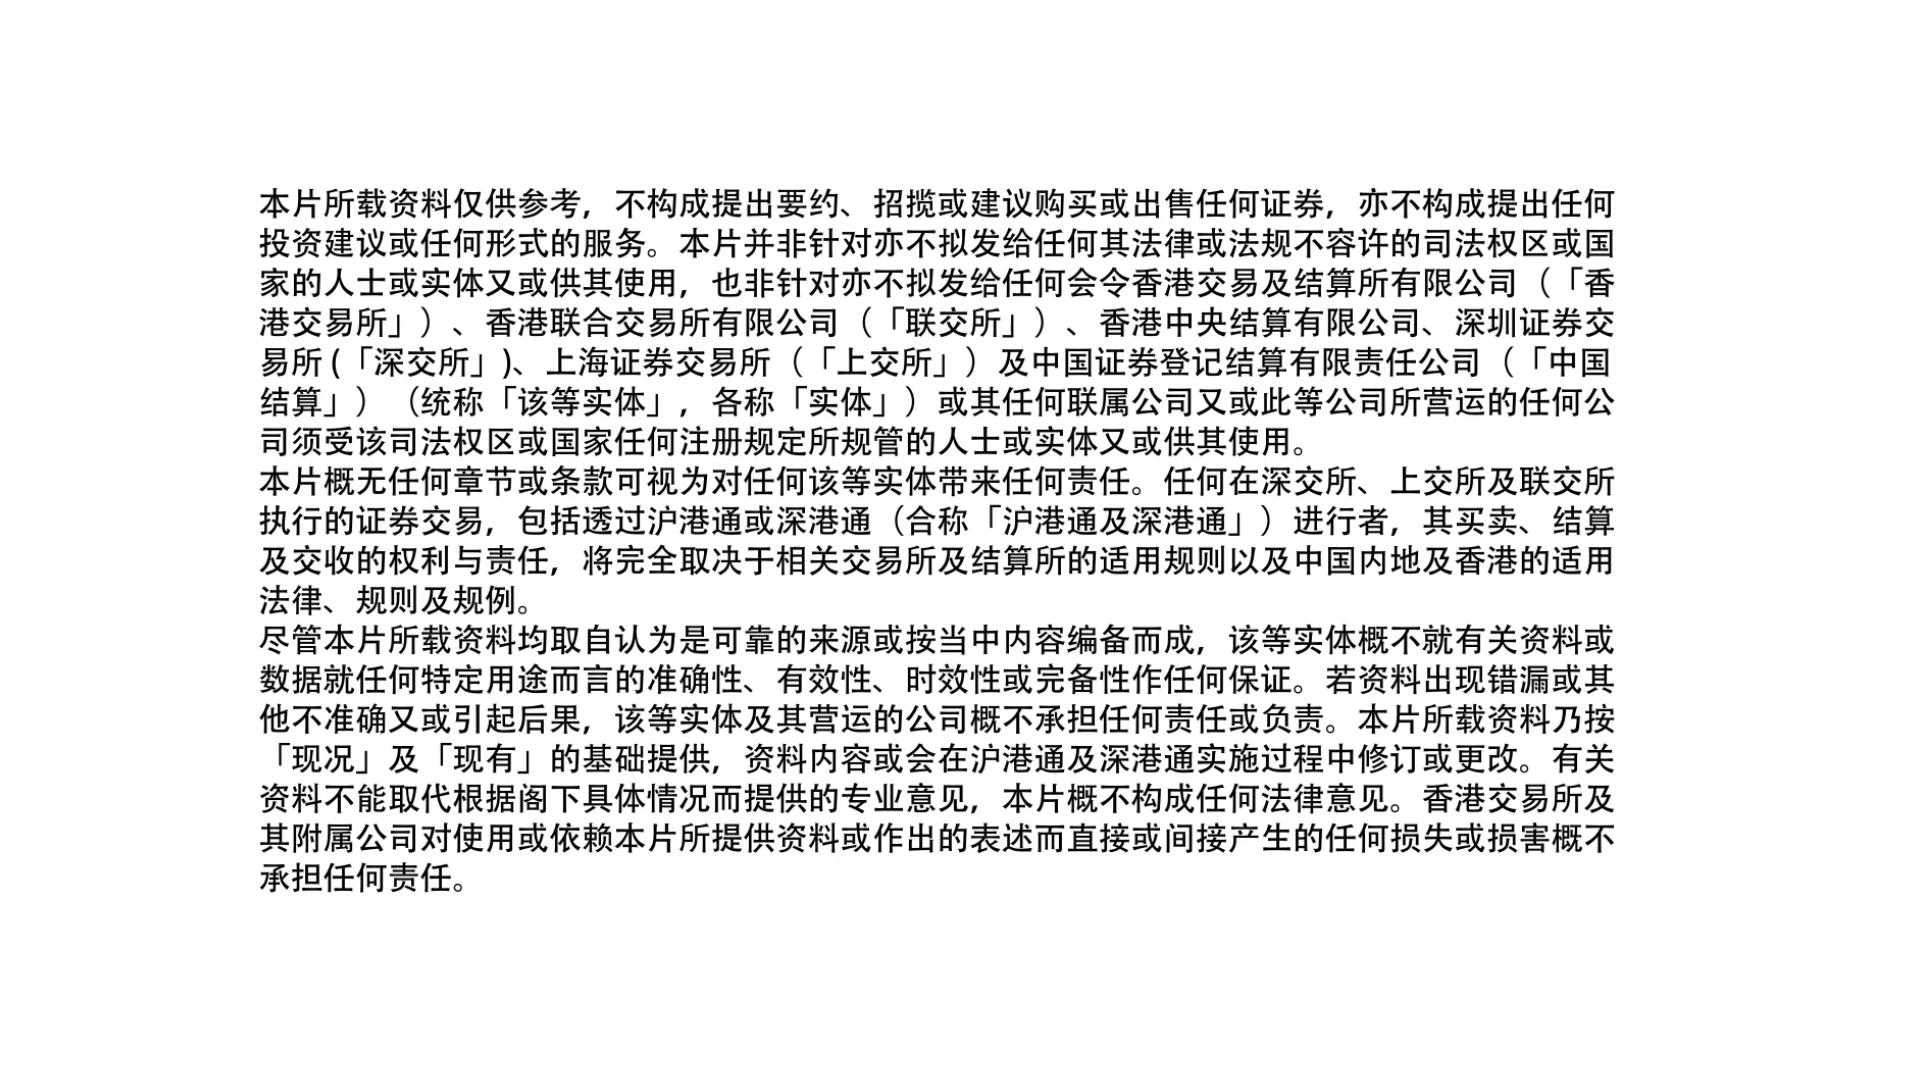 本片所载资料仅供参考，不构成提出要约、招揽或建议购买或出售任何证券，亦不构成提出任何
投资建议或任何形式的服务。本片并非针对亦不拟发给任何其法律或法规不容许的司法权区或国
家的人士或实体又或供其使用，也非针对亦不拟发给任何会令香港交易及结算所有限公司（「香
港交易所」）、香港联合交易所有限公司（「联交所」）、香港中央结算有限公司、深圳证券交
易所 (「深交所」)、上海证券交易所（「上交所」）及中国证券登记结算有限责任公司（「中国
结算」）（统称「该等实体」，各称「实体」）或其任何联属公司又或此等公司所营运的任何公
司须受该司法权区或国家任何注册规定所规管的人士或实体又或供其使用。
本片概无任何章节或条款可视为对任何该等实体带来任何责任。任何在深交所、上交所及联交所
执行的证券交易，包括透过沪港通或深港通（合称「沪港通及深港通」）进行者，其买卖、结算
及交收的权利与责任，将完全取决于相关交易所及结算所的适用规则以及中国内地及香港的适用
法律、规则及规例。
尽管本片所载资料均取自认为是可靠的来源或按当中内容编备而成，该等实体概不就有关资料或
数据就任何特定用途而言的准确性、有效性、时效性或完备性作任何保证。若资料出现错漏或其
他不准确又或引起后果，该等实体及其营运的公司概不承担任何责任或负责。本片所载资料乃按
「现况」及「现有」的基础提供，资料内容或会在沪港通及深港通实施过程中修订或更改。有关
资料不能取代根据阁下具体情况而提供的专业意见，本片概不构成任何法律意见。香港交易所及
其附属公司对使用或依赖本片所提供资料或作出的表述而直接或间接产生的任何损失或损害概不
承担任何责任。